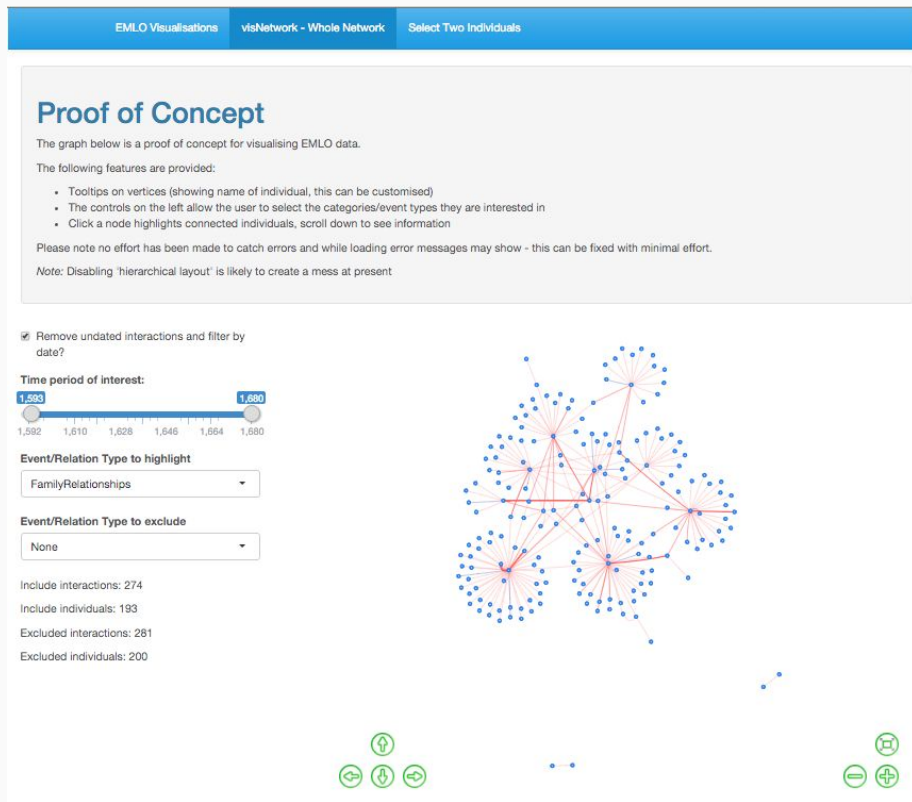 EMLO Visualisations visNetwork - Whole Network Select Two Individuals
Proof of Concept
The graph below is a proof of concept for visualising EMLO data.
The following features are provided:
• Tooltips on vertices (showing name of individual, this can be customised)
• The controls on the left allow the user to select the categories/event types they are interested in
• Click a node highlights connected individuals, scroll down to see information
Please note no effort has been made to catch errors and while loading error messages may show - this can be fixed with minimal effort.
Note: Disabling 'hierarchical layout' is likely to create a mess at present
Remove undated interactions and filter by
date?
Time period of interest:
1,593 1,680
1,592 1,610 1,628 1,646 1,664 1,680
Event/Relation Type to highlight
FamilyRelationships
Event/Relation Type to exclude
None
Include interactions: 274
Include individuals: 193
Excluded interactions: 281
Excluded individuals: 200